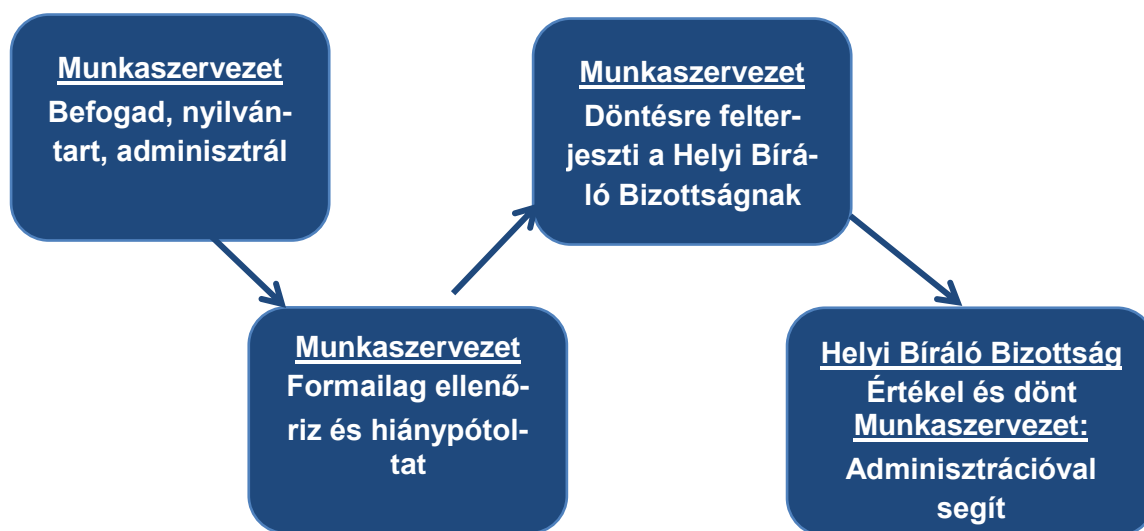 Munkaszervezet
Befogad, nyilván-
tart, adminisztrál
Munkaszervezet
Formailag ellenő-
riz és hiánypótol-
tat
Munkaszervezet
Döntésre felter-
jeszti a Helyi Bírá-
ló Bizottságnak
Helyi Bíráló Bizottság
Értékel és dönt
Munkaszervezet:
Adminisztrációval
segít